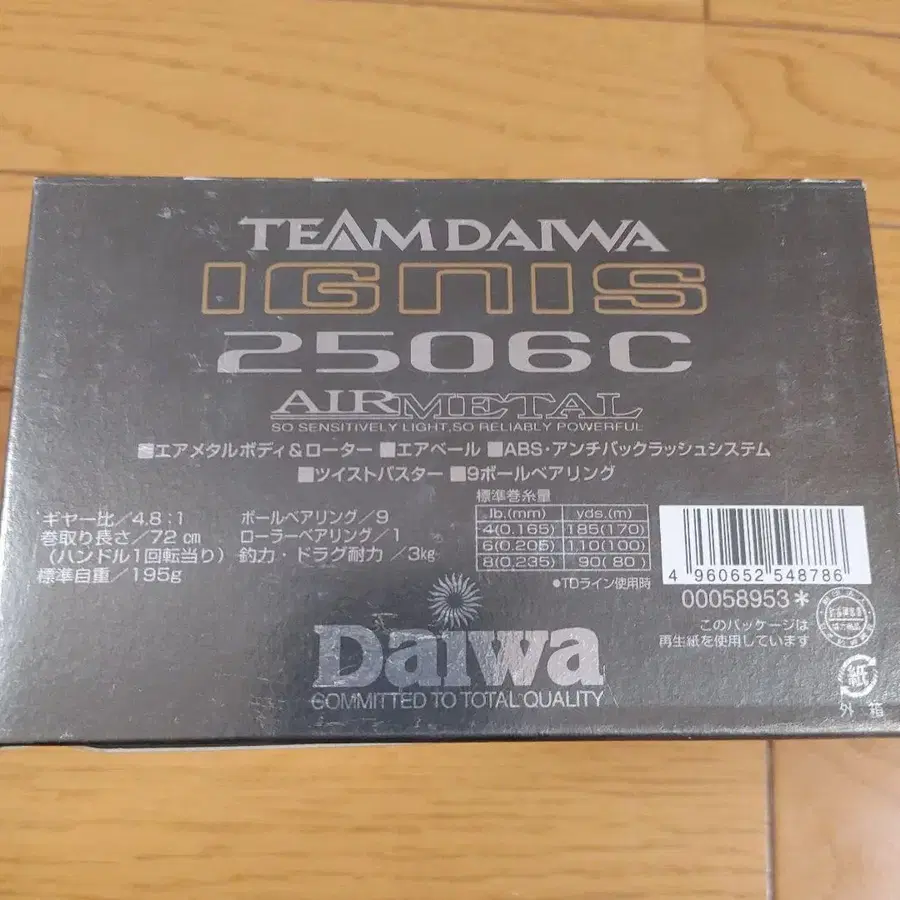 TEAM DAIWA
IGNIS
2506C
AIRMETAL
SO SENSITIVELY LIGHT, SO RELIABLY POWERFUL
■エアメタルボディ&ローター ■エアベール ■ABS・アンチバックラッシュシステム
■ツイストバスター ■9ボールベアリング
ギヤー比/4.8:1
巻取り長さ/72cm
(ハンドル1回転当り)
標準自重/195g
ボールベアリング/9
ローラーベアリング/1
釣力・ドラグ耐力/3kg
標準巻糸量
lb.(mm) yds.(m)
4(0.165) 185(170)
6(0.205) 110(100)
8(0.235) 90(80)
●TDライン使用時
4 960652 548786
00058953*
このパッケージは
再生紙を使用しています
紙
外箱
Daiwa
COMMITTED TO TOTAL QUALITY